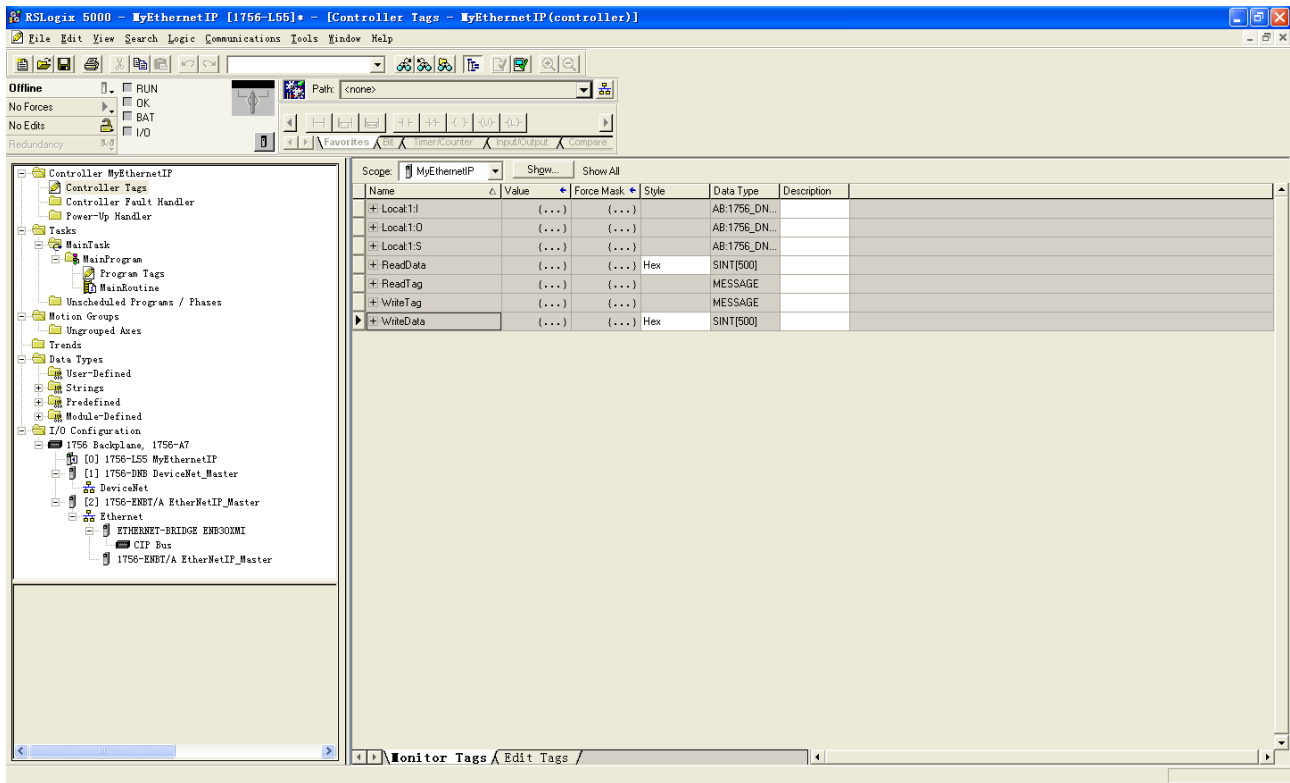 RSLogix 5000 - MyEthernetIP [1756-L55]* - [Controller Tags - MyEthernetIP(controller)]
File Edit View Search Logic Communications Tools Window Help
Offline
RUN
Path: <none>
No Forces
OK
No Edits
BAT
I/O
Redundancy
Favorites Bit Timer/Counter Input/Output Compare
Controller MyEthernetIP
Controller Tags
Controller Fault Handler
Power-Up Handler
Tasks
MainTask
MainProgram
Program Tags
MainRoutine
Unscheduled Programs / Phases
Motion Groups
Ungrouped Axes
Trends
Data Types
User-Defined
Strings
Predefined
Module-Defined
I/O Configuration
1756 Backplane, 1756-A7
[0] 1756-L55 MyEthernetIP
[1] 1756-DNB DeviceNet_Master
DeviceNet
[2] 1756-ENBT/A EtherNetIP_Master
Ethernet
ETHERNET-BRIDGE ENB30XMI
CIP Bus
1756-ENBT/A EtherNetIP_Master
Scope: MyEthernetIP Show... Show All
Name Value Force Mask Style Data Type Description
Local:1:I {...} {...} AB:1756_DN...
Local:1:O {...} {...} AB:1756_DN...
Local:1:S {...} {...} AB:1756_DN...
ReadData {...} {...} Hex SINT[500]
ReadTag {...} {...} MESSAGE
WriteTag {...} {...} MESSAGE
WriteData {...} {...} Hex SINT[500]
Monitor Tags Edit Tags